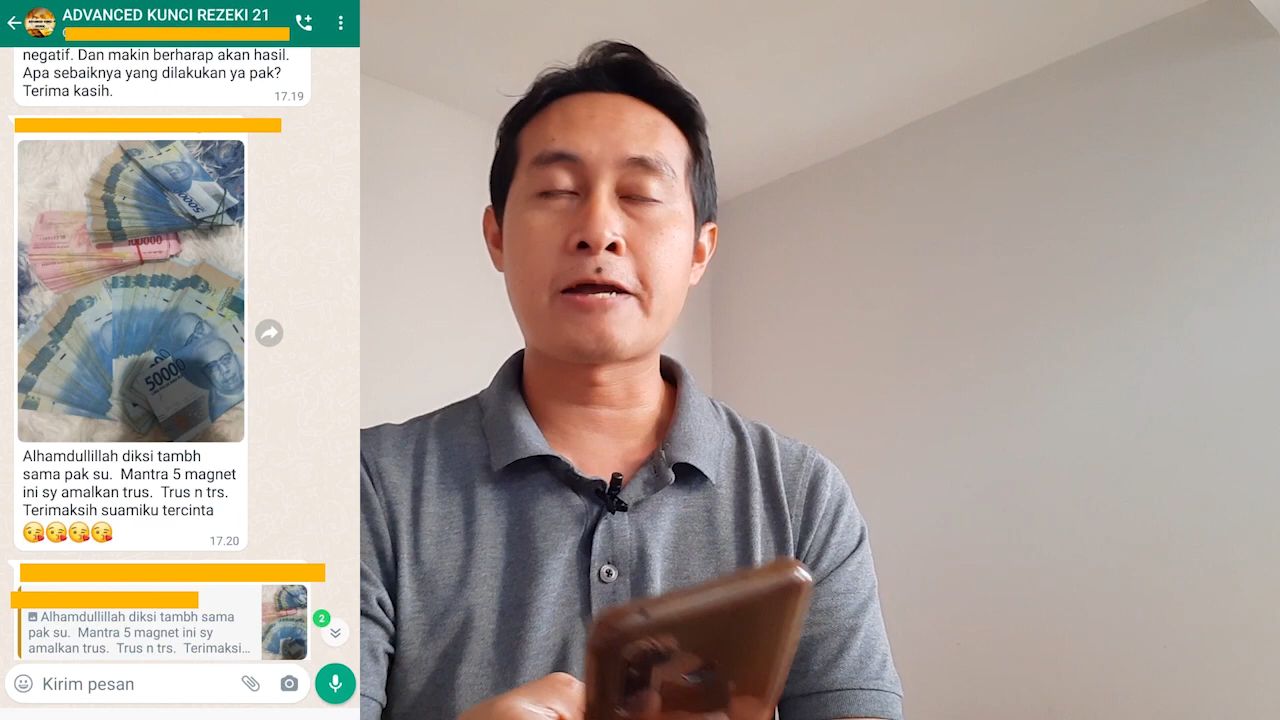 ADVANCED KUNCI REZEKI 21
negatif. Dan makin berharap akan hasil.
Apa sebaiknya yang dilakukan ya pak?
Terima kasih.
17.19
50000
100000
50000
Alhamdullillah diksi tambh
sama pak su. Mantra 5 magnet
ini sy amalkan trus. Trus n trs.
Terimaksih suamiku tercinta
17.20
Alhamdullillah diksi tambh sama
pak su. Mantra 5 magnet ini sy
amalkan trus. Trus n trs. Terimaksi...
2
Kirim pesan